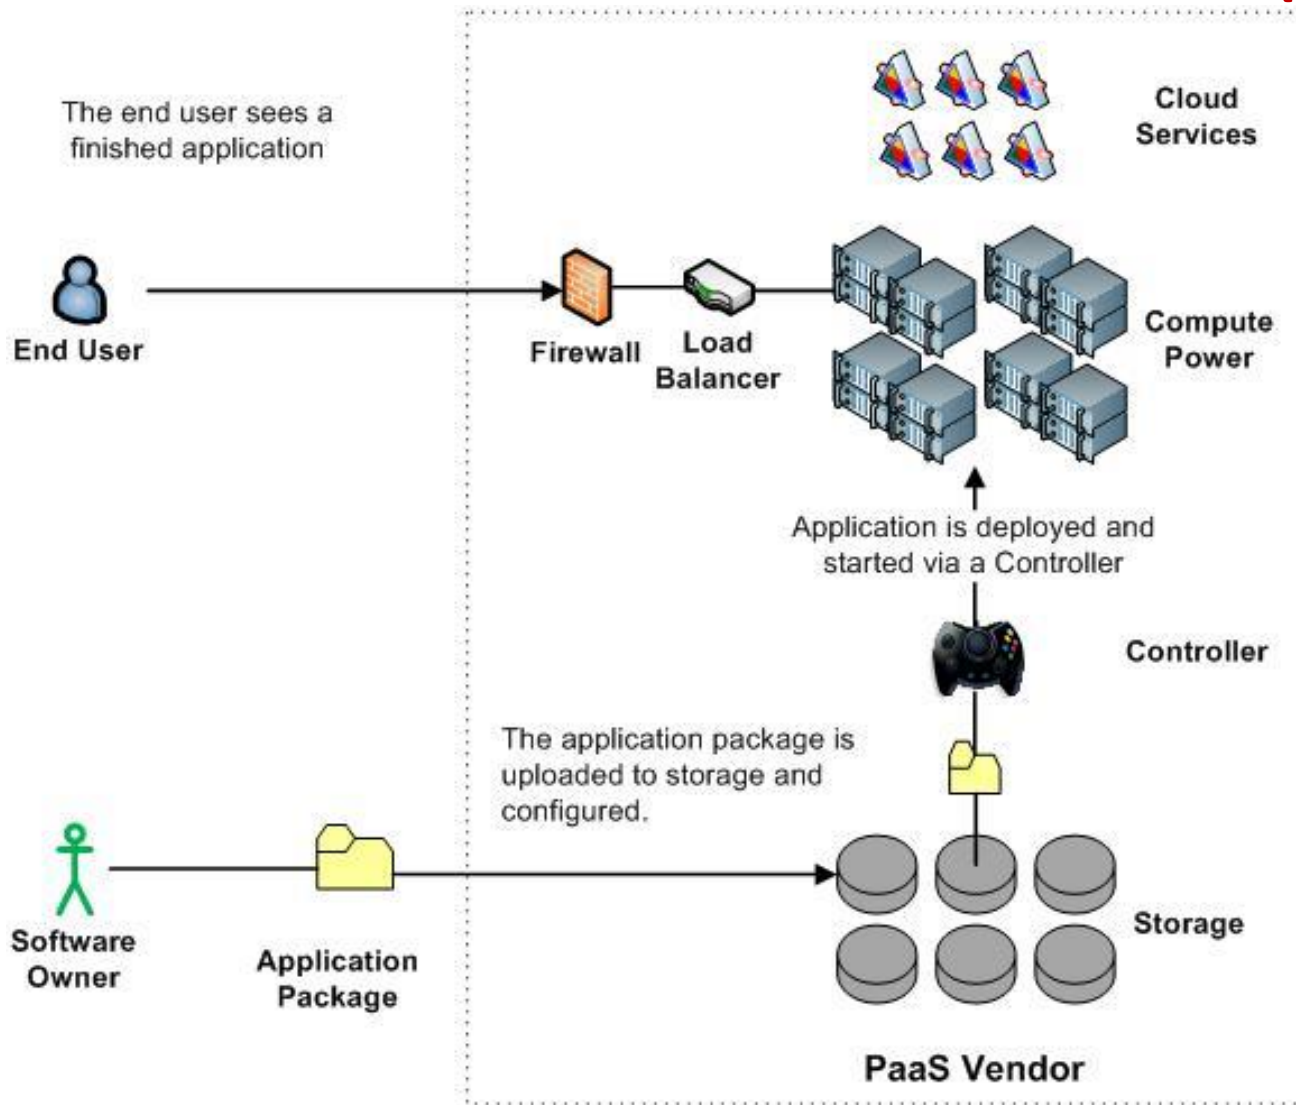 The end user sees a
finished application
Cloud
Services
End User
Firewall
Load
Balancer
Compute
Power
Application is deployed and
started via a Controller
Controller
The application package is
uploaded to storage and
configured.
Software
Owner
Application
Package
Storage
PaaS Vendor